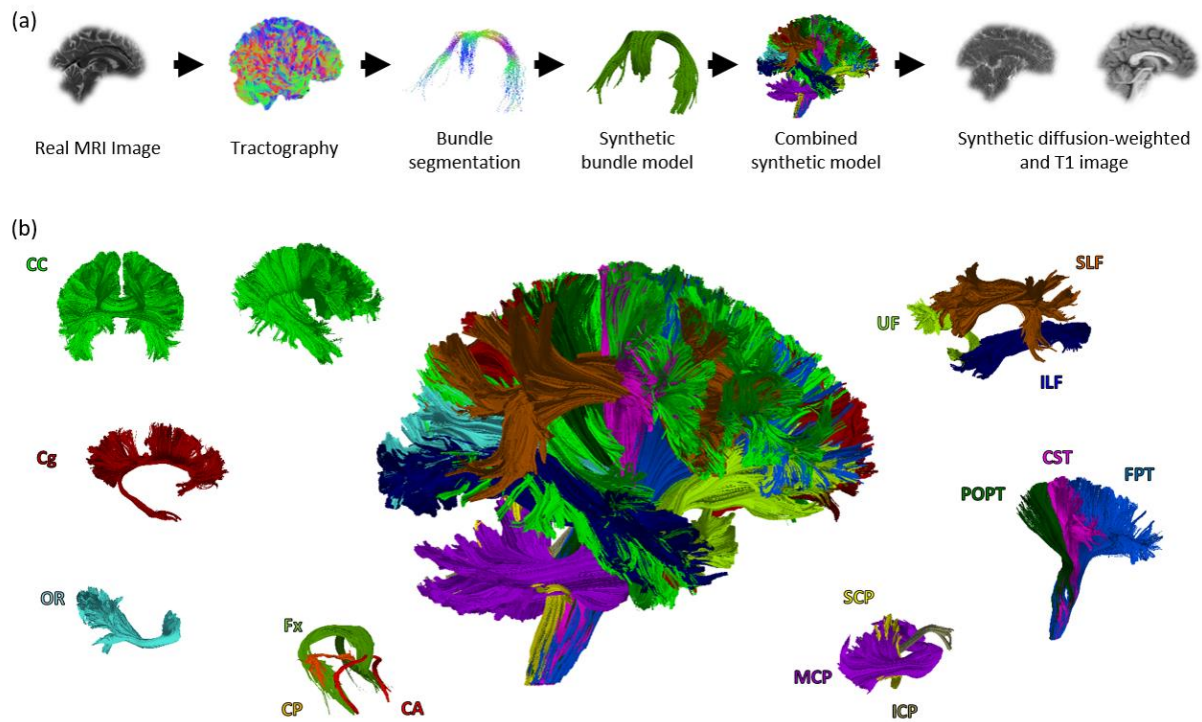 (a)
Real MRI Image
Tractography
Bundle
segmentation
Synthetic
bundle model
Combined
synthetic model
Synthetic diffusion-weighted
and T1 image
(b)
CC
Cg
OR
Fx
CP
CA
SLF
UF
ILF
CST
POPT
FPT
SCP
MCP
ICP